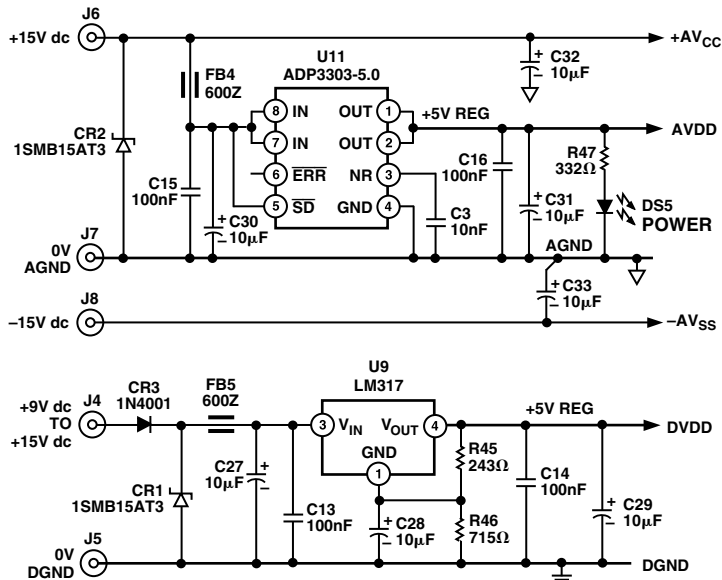 J6
+15V dc
+AVCC
C32
10µF
U11
ADP3303-5.0
FB4
600Z
8 IN OUT 1
+5V REG
AVDD
7 IN OUT 2
6 ERR NR 3
5 SD GND 4
CR2
1SMB15AT3
C15
100nF
C30
10µF
C3
10nF
C16
100nF
C31
10µF
R47
332Ω
DS5
POWER
J7
0V
AGND
AGND
C33
10µF
J8
–15V dc
–AVSS
U9
LM317
J4
+9V dc
TO
+15V dc
CR3
1N4001
FB5
600Z
3 VIN VOUT 4
GND
1
+5V REG
DVDD
CR1
1SMB15AT3
C27
10µF
C13
100nF
C28
10µF
R45
243Ω
R46
715Ω
C14
100nF
C29
10µF
J5
0V
DGND
DGND